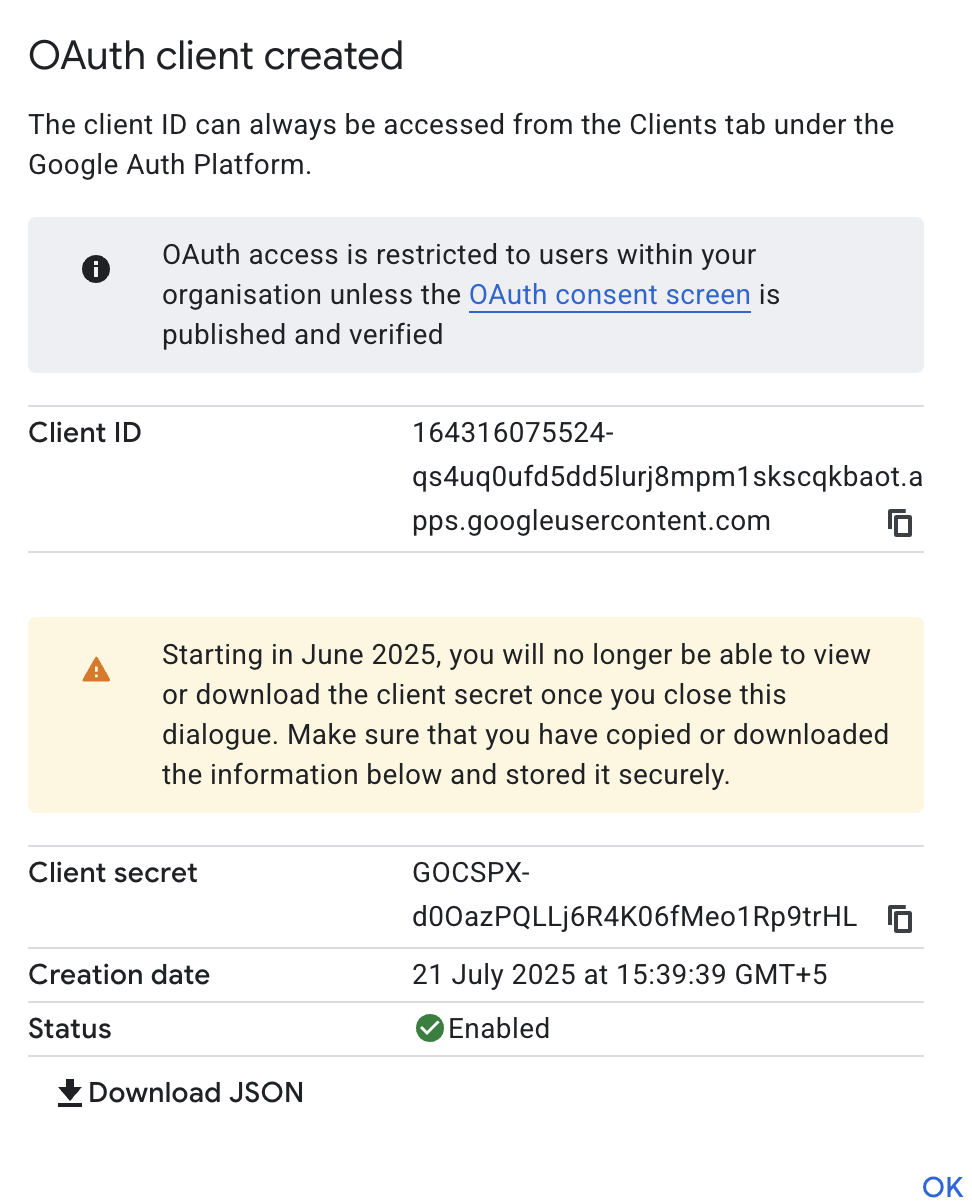 OAuth client created
The client ID can always be accessed from the Clients tab under the
Google Auth Platform.
OAuth access is restricted to users within your
organisation unless the OAuth consent screen is
published and verified
Client ID
164316075524-
qs4uq0ufd5dd5lurj8mpm1skscqkbaot.a
pps.googleusercontent.com
Starting in June 2025, you will no longer be able to view
or download the client secret once you close this
dialogue. Make sure that you have copied or downloaded
the information below and stored it securely.
Client secret
GOCSPX-
d0OazPQLLj6R4K06fMeo1Rp9trHL
Creation date
21 July 2025 at 15:39:39 GMT+5
Status
Enabled
Download JSON
OK